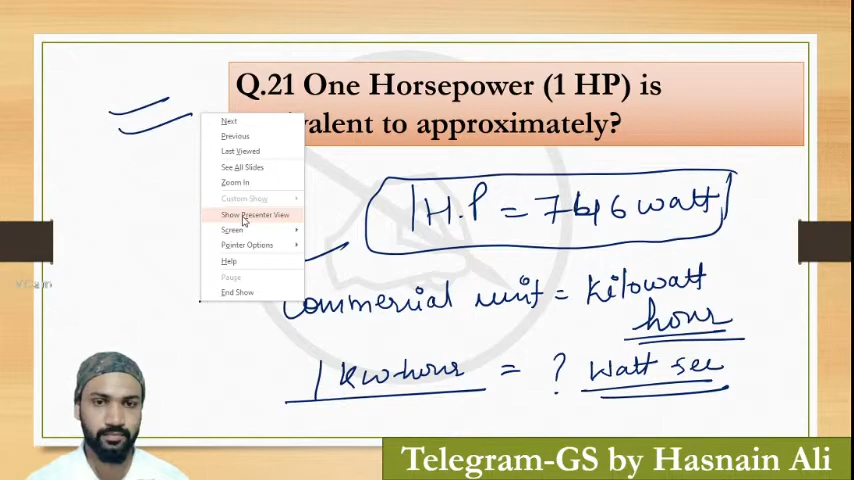 Q.21 One Horsepower (1 HP) is
valent to approximately?
Next
Previous
Last Viewed
See All Slides
Zoom In
Custom Show
Show Presenter View
Screen
Pointer Options
Help
Pause
End Show
1 H.P = 746 watt
Commercial unit = kilowatt
hour
1 kw hour = ? Watt sec
Telegram-GS by Hasnain Ali